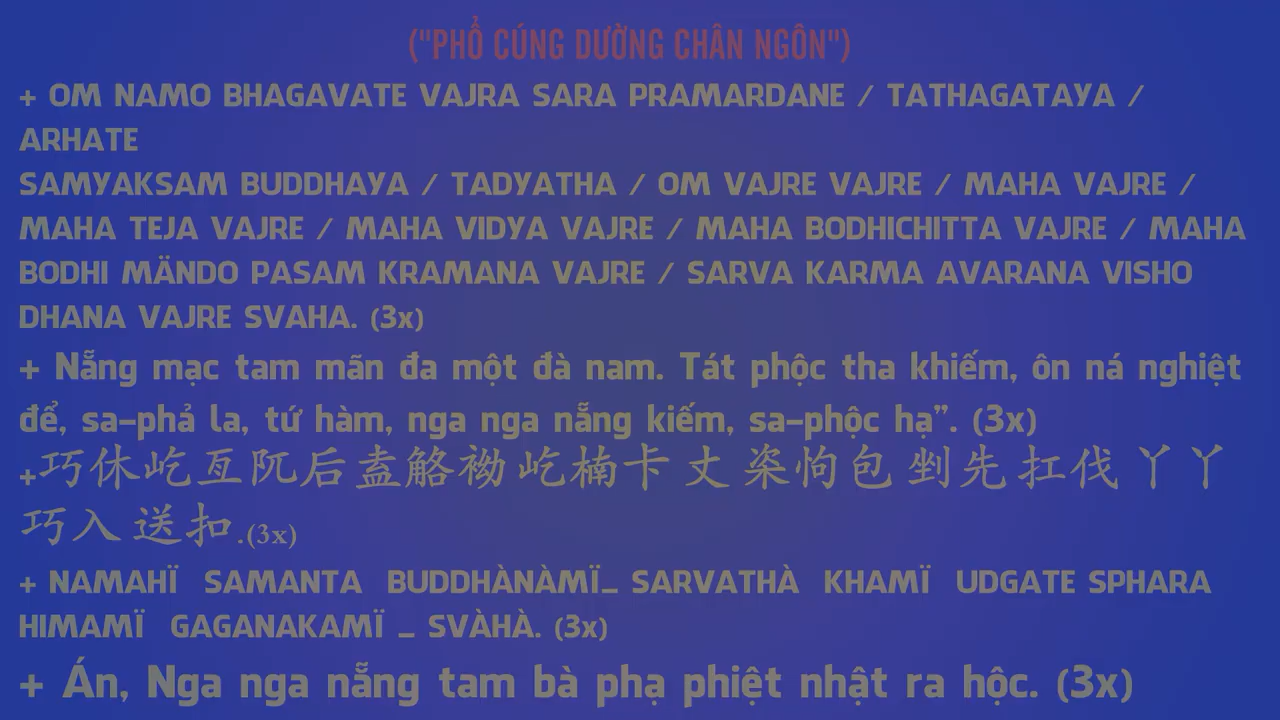 ("PHỔ CÚNG DƯỜNG CHÂN NGÔN")
+ OM NAMO BHAGAVATE VAJRA SARA PRAMARDANE / TATHAGATAYA /
ARHATE
SAMYAKSAM BUDDHAYA / TADYATHA / OM VAJRE VAJRE / MAHA VAJRE /
MAHA TEJA VAJRE / MAHA VIDYA VAJRE / MAHA BODHICHITTA VAJRE / MAHA
BODHI MÄNDO PASAM KRAMANA VAJRE / SARVA KARMA AVARANA VISHO
DHANA VAJRE SVAHA. (3x)
+ Nẵng mạc tam mãn đa một đà nam. Tát phộc tha khiếm, ôn ná nghiệt
để, sa-phả la, tứ hàm, nga nga nẵng kiếm, sa-phộc hạ”. (3x)
+巧休屹亙阢后盍觡袎屹楠卡丈栥怐包剉先扛伐丫丫
巧入送扣.(3x)
+ NAMAHÏ SAMANTA BUDDHÀNÀMÏ_ SARVATHÀ KHAMÏ UDGATE SPHARA
HIMAMÏ GAGANAKAMÏ _ SVÀHÀ. (3x)
+ Án, Nga nga nẵng tam bà phạ phiệt nhật ra hộc. (3x)